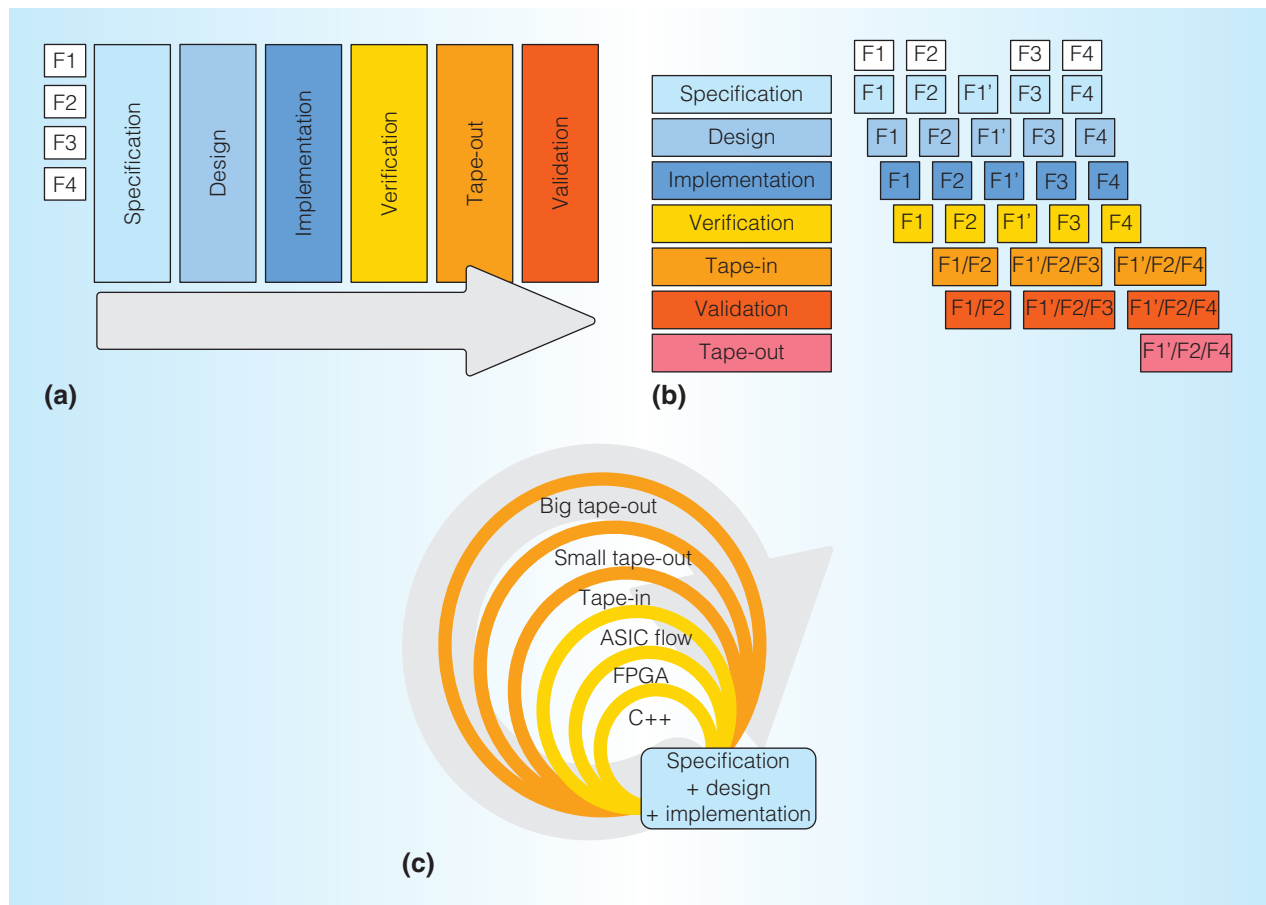 F1
F2
F3
F4
Specification
Design
Implementation
Verification
Tape-out
Validation
(a)
F1 F2 F3 F4
Specification F1 F2 F1' F3 F4
Design F1 F2 F1' F3 F4
Implementation F1 F2 F1' F3 F4
Verification F1 F2 F1' F3 F4
Tape-in F1/F2 F1'/F2/F3 F1'/F2/F4
Validation F1/F2 F1'/F2/F3 F1'/F2/F4
Tape-out F1'/F2/F4
(b)
Big tape-out
Small tape-out
Tape-in
ASIC flow
FPGA
C++
Specification
+ design
+ implementation
(c)